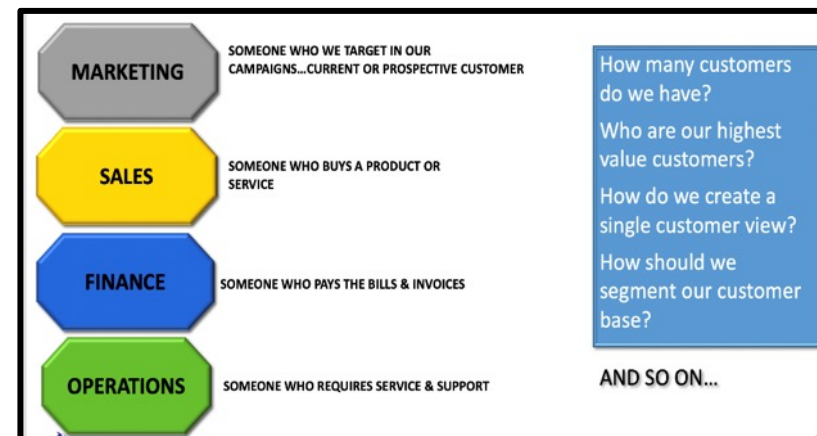 MARKETING
SOMEONE WHO WE TARGET IN OUR
CAMPAIGNS...CURRENT OR PROSPECTIVE CUSTOMER
SALES
SOMEONE WHO BUYS A PRODUCT OR
SERVICE
FINANCE
SOMEONE WHO PAYS THE BILLS & INVOICES
OPERATIONS
SOMEONE WHO REQUIRES SERVICE & SUPPORT
How many customers
do we have?
Who are our highest
value customers?
How do we create a
single customer view?
How should we
segment our customer
base?
AND SO ON...